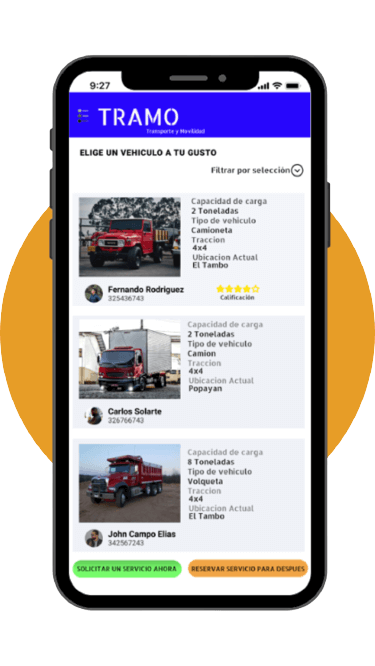 9:27
TRAMO
Transporte y Movilidad
ELIGE UN VEHICULO A TU GUSTO
Filtrar por selección
Capacidad de carga
2 Toneladas
Tipo de vehiculo
Camioneta
Traccion
4x4
Ubicacion Actual
El Tambo
Fernando Rodriguez
325436743
Calificación
Capacidad de carga
2 Toneladas
Tipo de vehiculo
Camion
Traccion
4x4
Ubicacion Actual
Popayan
Carlos Solarte
326766743
Capacidad de carga
8 Toneladas
Tipo de vehiculo
Volqueta
Traccion
4x4
Ubicacion Actual
El Tambo
John Campo Elias
342567243
SOLICITAR UN SERVICIO AHORA
RESERVAR SERVICIO PARA DESPUES